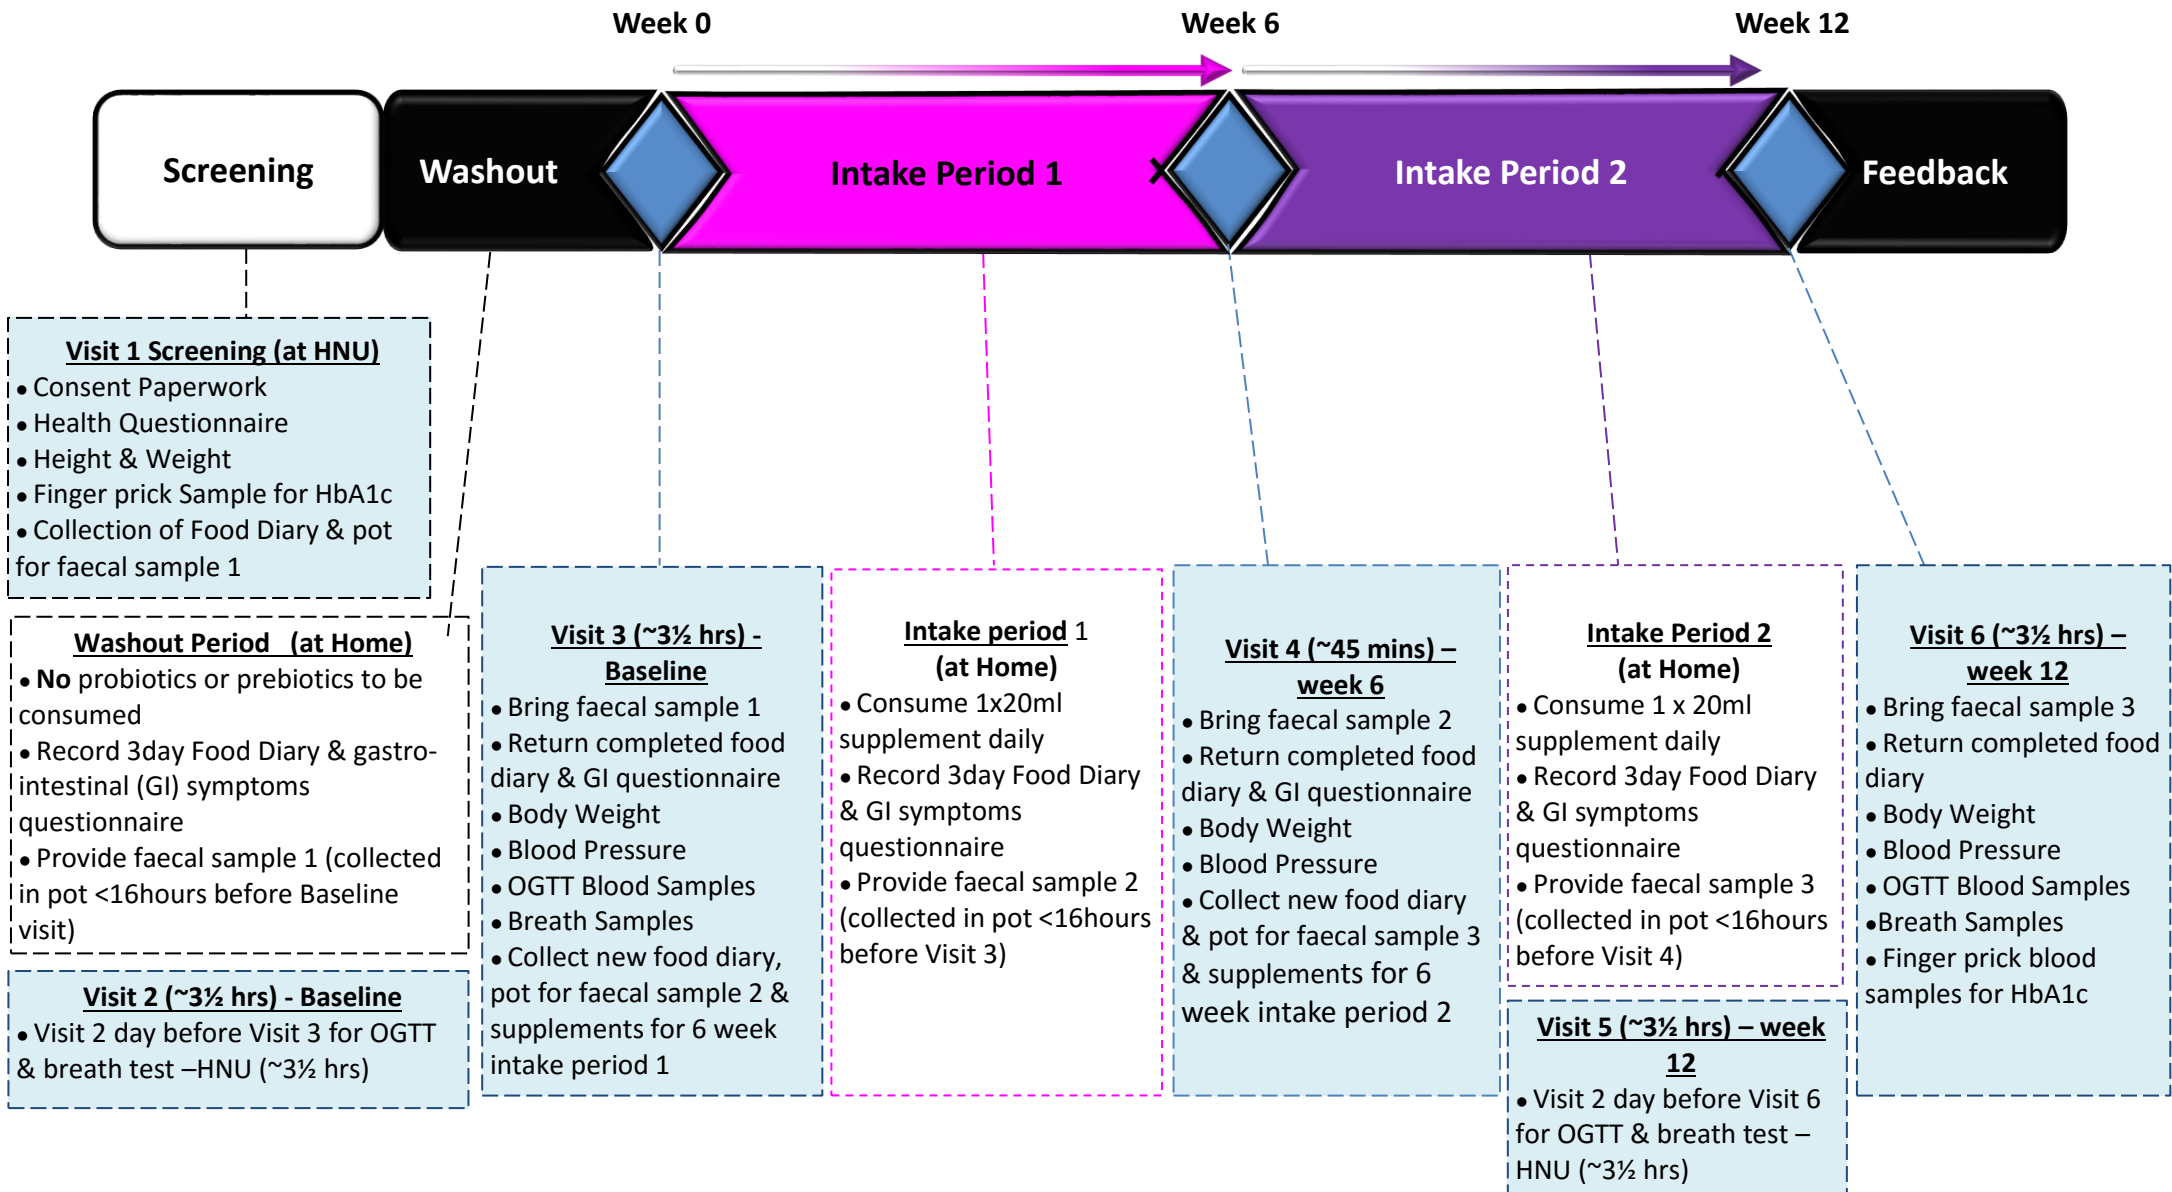 Week 0
Week 6
Week 12
Screening
Washout
Intake Period 1
Intake Period 2
Feedback
Visit 1 Screening (at HNU)
• Consent Paperwork
• Health Questionnaire
• Height & Weight
• Finger prick Sample for HbA1c
• Collection of Food Diary & pot
for faecal sample 1
Washout Period (at Home)
• No probiotics or prebiotics to be
consumed
• Record 3day Food Diary & gastro-
intestinal (GI) symptoms
questionnaire
• Provide faecal sample 1 (collected
in pot <16hours before Baseline
visit)
Visit 2 (~3½ hrs) - Baseline
• Visit 2 day before Visit 3 for OGTT
& breath test –HNU (~3½ hrs)
Visit 3 (~3½ hrs) -
Baseline
• Bring faecal sample 1
• Return completed food
diary & GI questionnaire
• Body Weight
• Blood Pressure
• OGTT Blood Samples
• Breath Samples
• Collect new food diary,
pot for faecal sample 2 &
supplements for 6 week
intake period 1
Intake period 1
(at Home)
• Consume 1x20ml
supplement daily
• Record 3day Food Diary
& GI symptoms
questionnaire
• Provide faecal sample 2
(collected in pot <16hours
before Visit 3)
Visit 4 (~45 mins) –
week 6
• Bring faecal sample 2
• Return completed food
diary & GI questionnaire
• Body Weight
• Blood Pressure
• Collect new food diary
& pot for faecal sample 3
& supplements for 6
week intake period 2
Intake Period 2
(at Home)
• Consume 1 x 20ml
supplement daily
• Record 3day Food Diary
& GI symptoms
questionnaire
• Provide faecal sample 3
(collected in pot <16hours
before Visit 4)
Visit 5 (~3½ hrs) – week
12
• Visit 2 day before Visit 6
for OGTT & breath test –
HNU (~3½ hrs)
Visit 6 (~3½ hrs) –
week 12
• Bring faecal sample 3
• Return completed food
diary
• Body Weight
• Blood Pressure
• OGTT Blood Samples
•Breath Samples
• Finger prick blood
samples for HbA1c